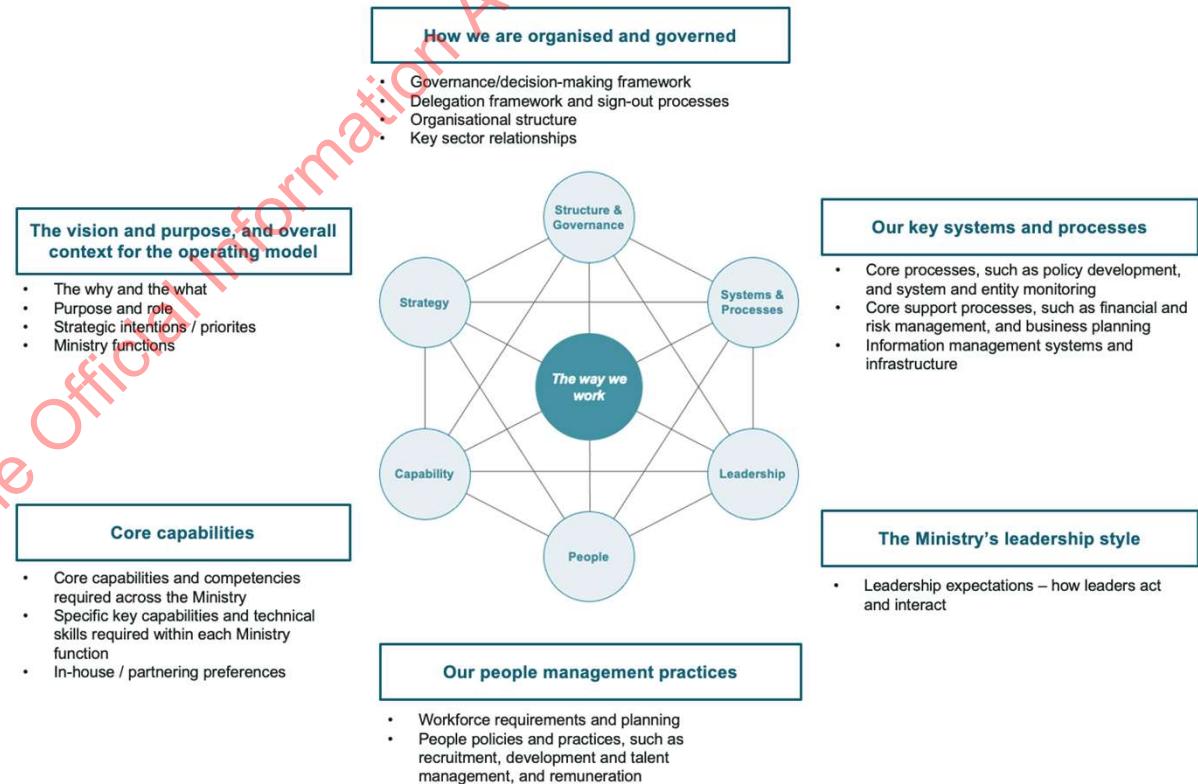 How we are organised and governed
• Governance/decision-making framework
• Delegation framework and sign-out processes
• Organisational structure
• Key sector relationships
The vision and purpose, and overall
context for the operating model
• The why and the what
• Purpose and role
• Strategic intentions / priorites
• Ministry functions
Structure &
Governance
Strategy
Systems &
Processes
The way we
work
Capability
Leadership
People
Our key systems and processes
• Core processes, such as policy development,
and system and entity monitoring
• Core support processes, such as financial and
risk management, and business planning
• Information management systems and
infrastructure
Core capabilities
• Core capabilities and competencies
required across the Ministry
• Specific key capabilities and technical
skills required within each Ministry
function
• In-house / partnering preferences
The Ministry's leadership style
• Leadership expectations – how leaders act
and interact
Our people management practices
• Workforce requirements and planning
• People policies and practices, such as
recruitment, development and talent
management, and remuneration
Official Information